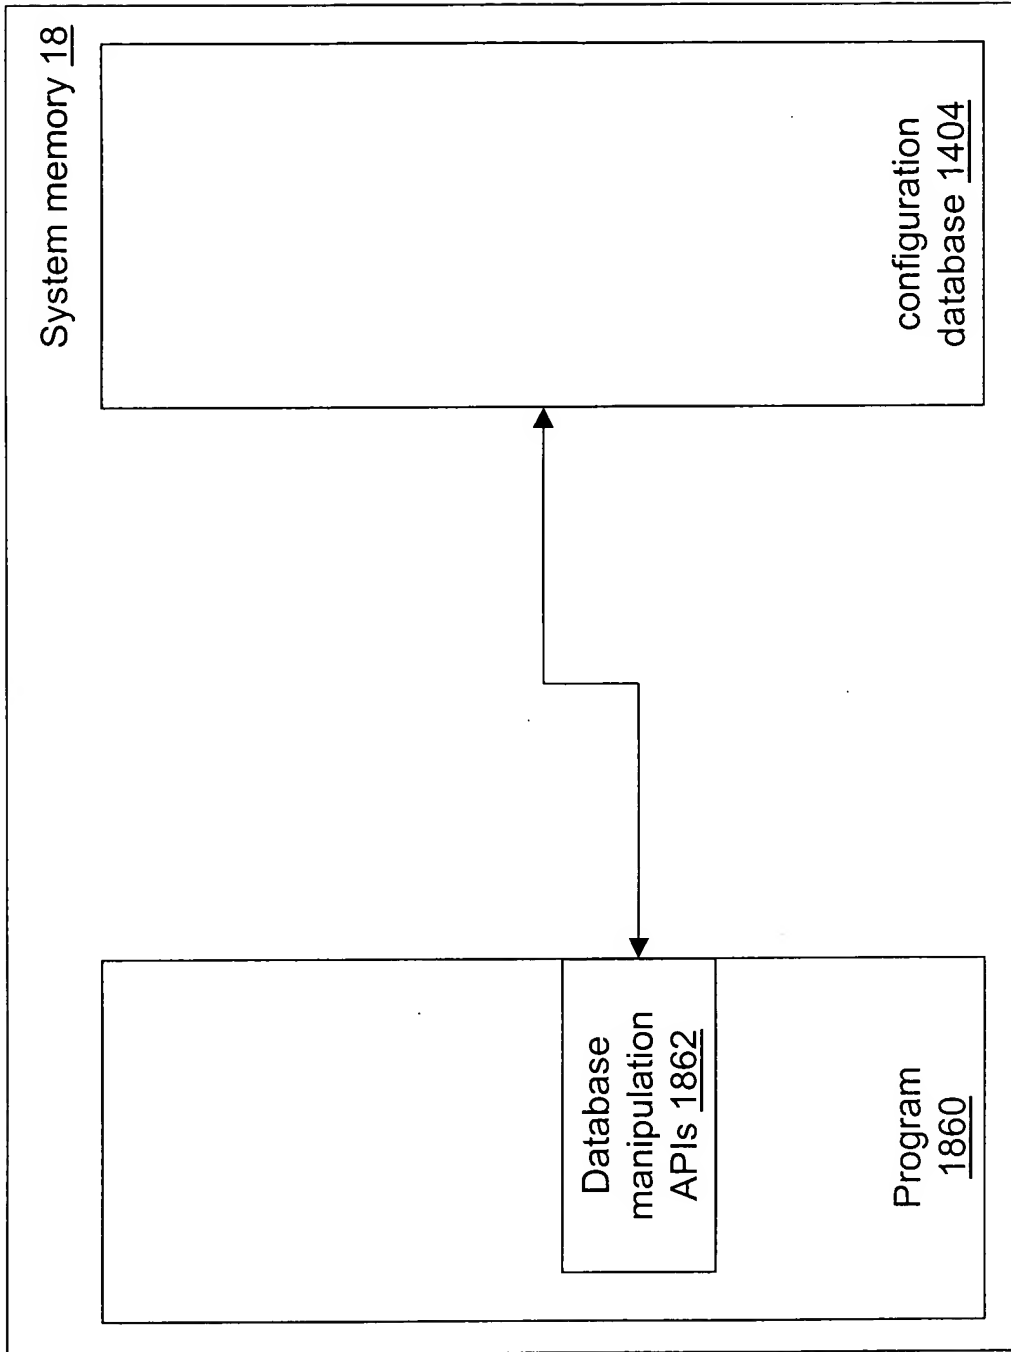 System memory 18
Database
manipulation
APIs 1862
Program
1860
configuration
database 1404